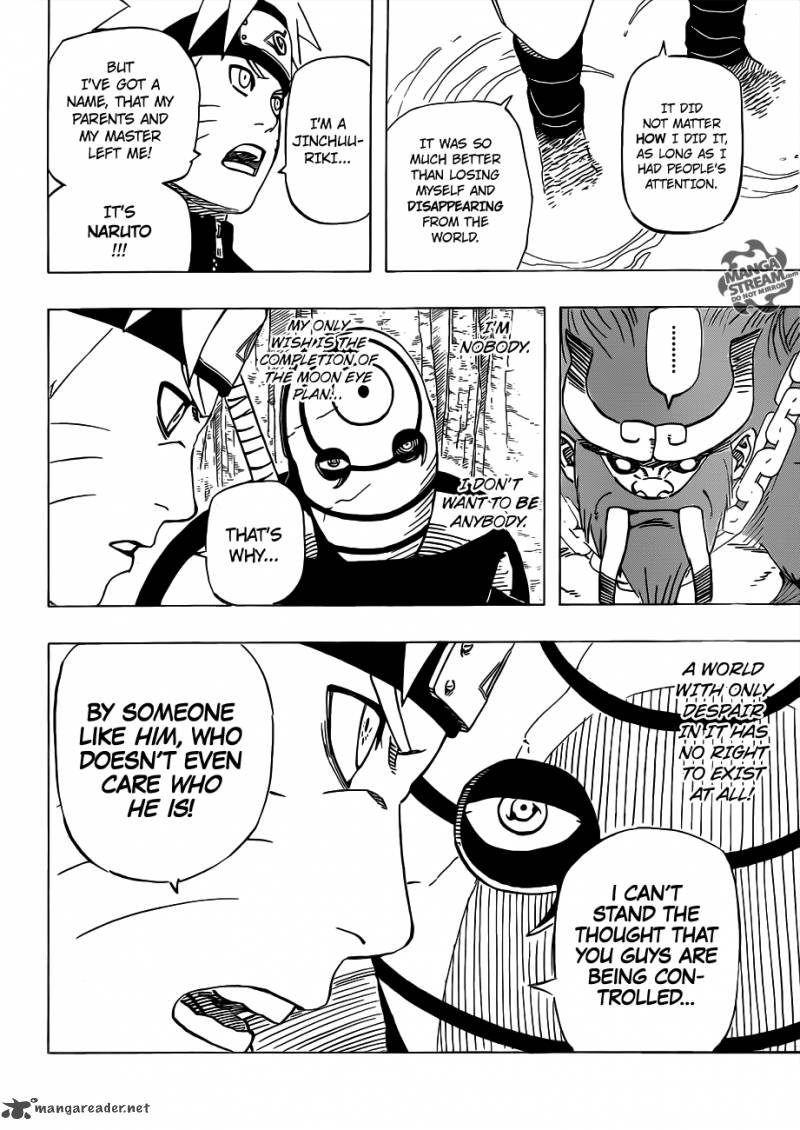 IT DID
NOT MATTER
HOW I DID IT,
AS LONG AS I
HAD PEOPLE'S
ATTENTION.
IT WAS SO
MUCH BETTER
THAN LOSING
MYSELF AND
DISAPPEARING
FROM THE
WORLD.
I'M A
JINCHUU-
RIKI...
BUT
I'VE GOT A
NAME, THAT MY
PARENTS AND
MY MASTER
LEFT ME!
IT'S
NARUTO
!!!
MANGA
STREAM.com
DO NOT MIRROR
........
I'M
NOBODY.
I DON'T
WANT TO BE
ANYBODY.
MY ONLY
WISH IS THE
COMPLETION OF
THE MOON EYE
PLAN...
THAT'S
WHY...
A WORLD
WITH ONLY
DESPAIR
IN IT HAS
NO RIGHT
TO EXIST
AT ALL!
I CAN'T
STAND THE
THOUGHT THAT
YOU GUYS ARE
BEING CON-
TROLLED...
BY SOMEONE
LIKE HIM, WHO
DOESN'T EVEN
CARE WHO
HE IS!
mangareader.net